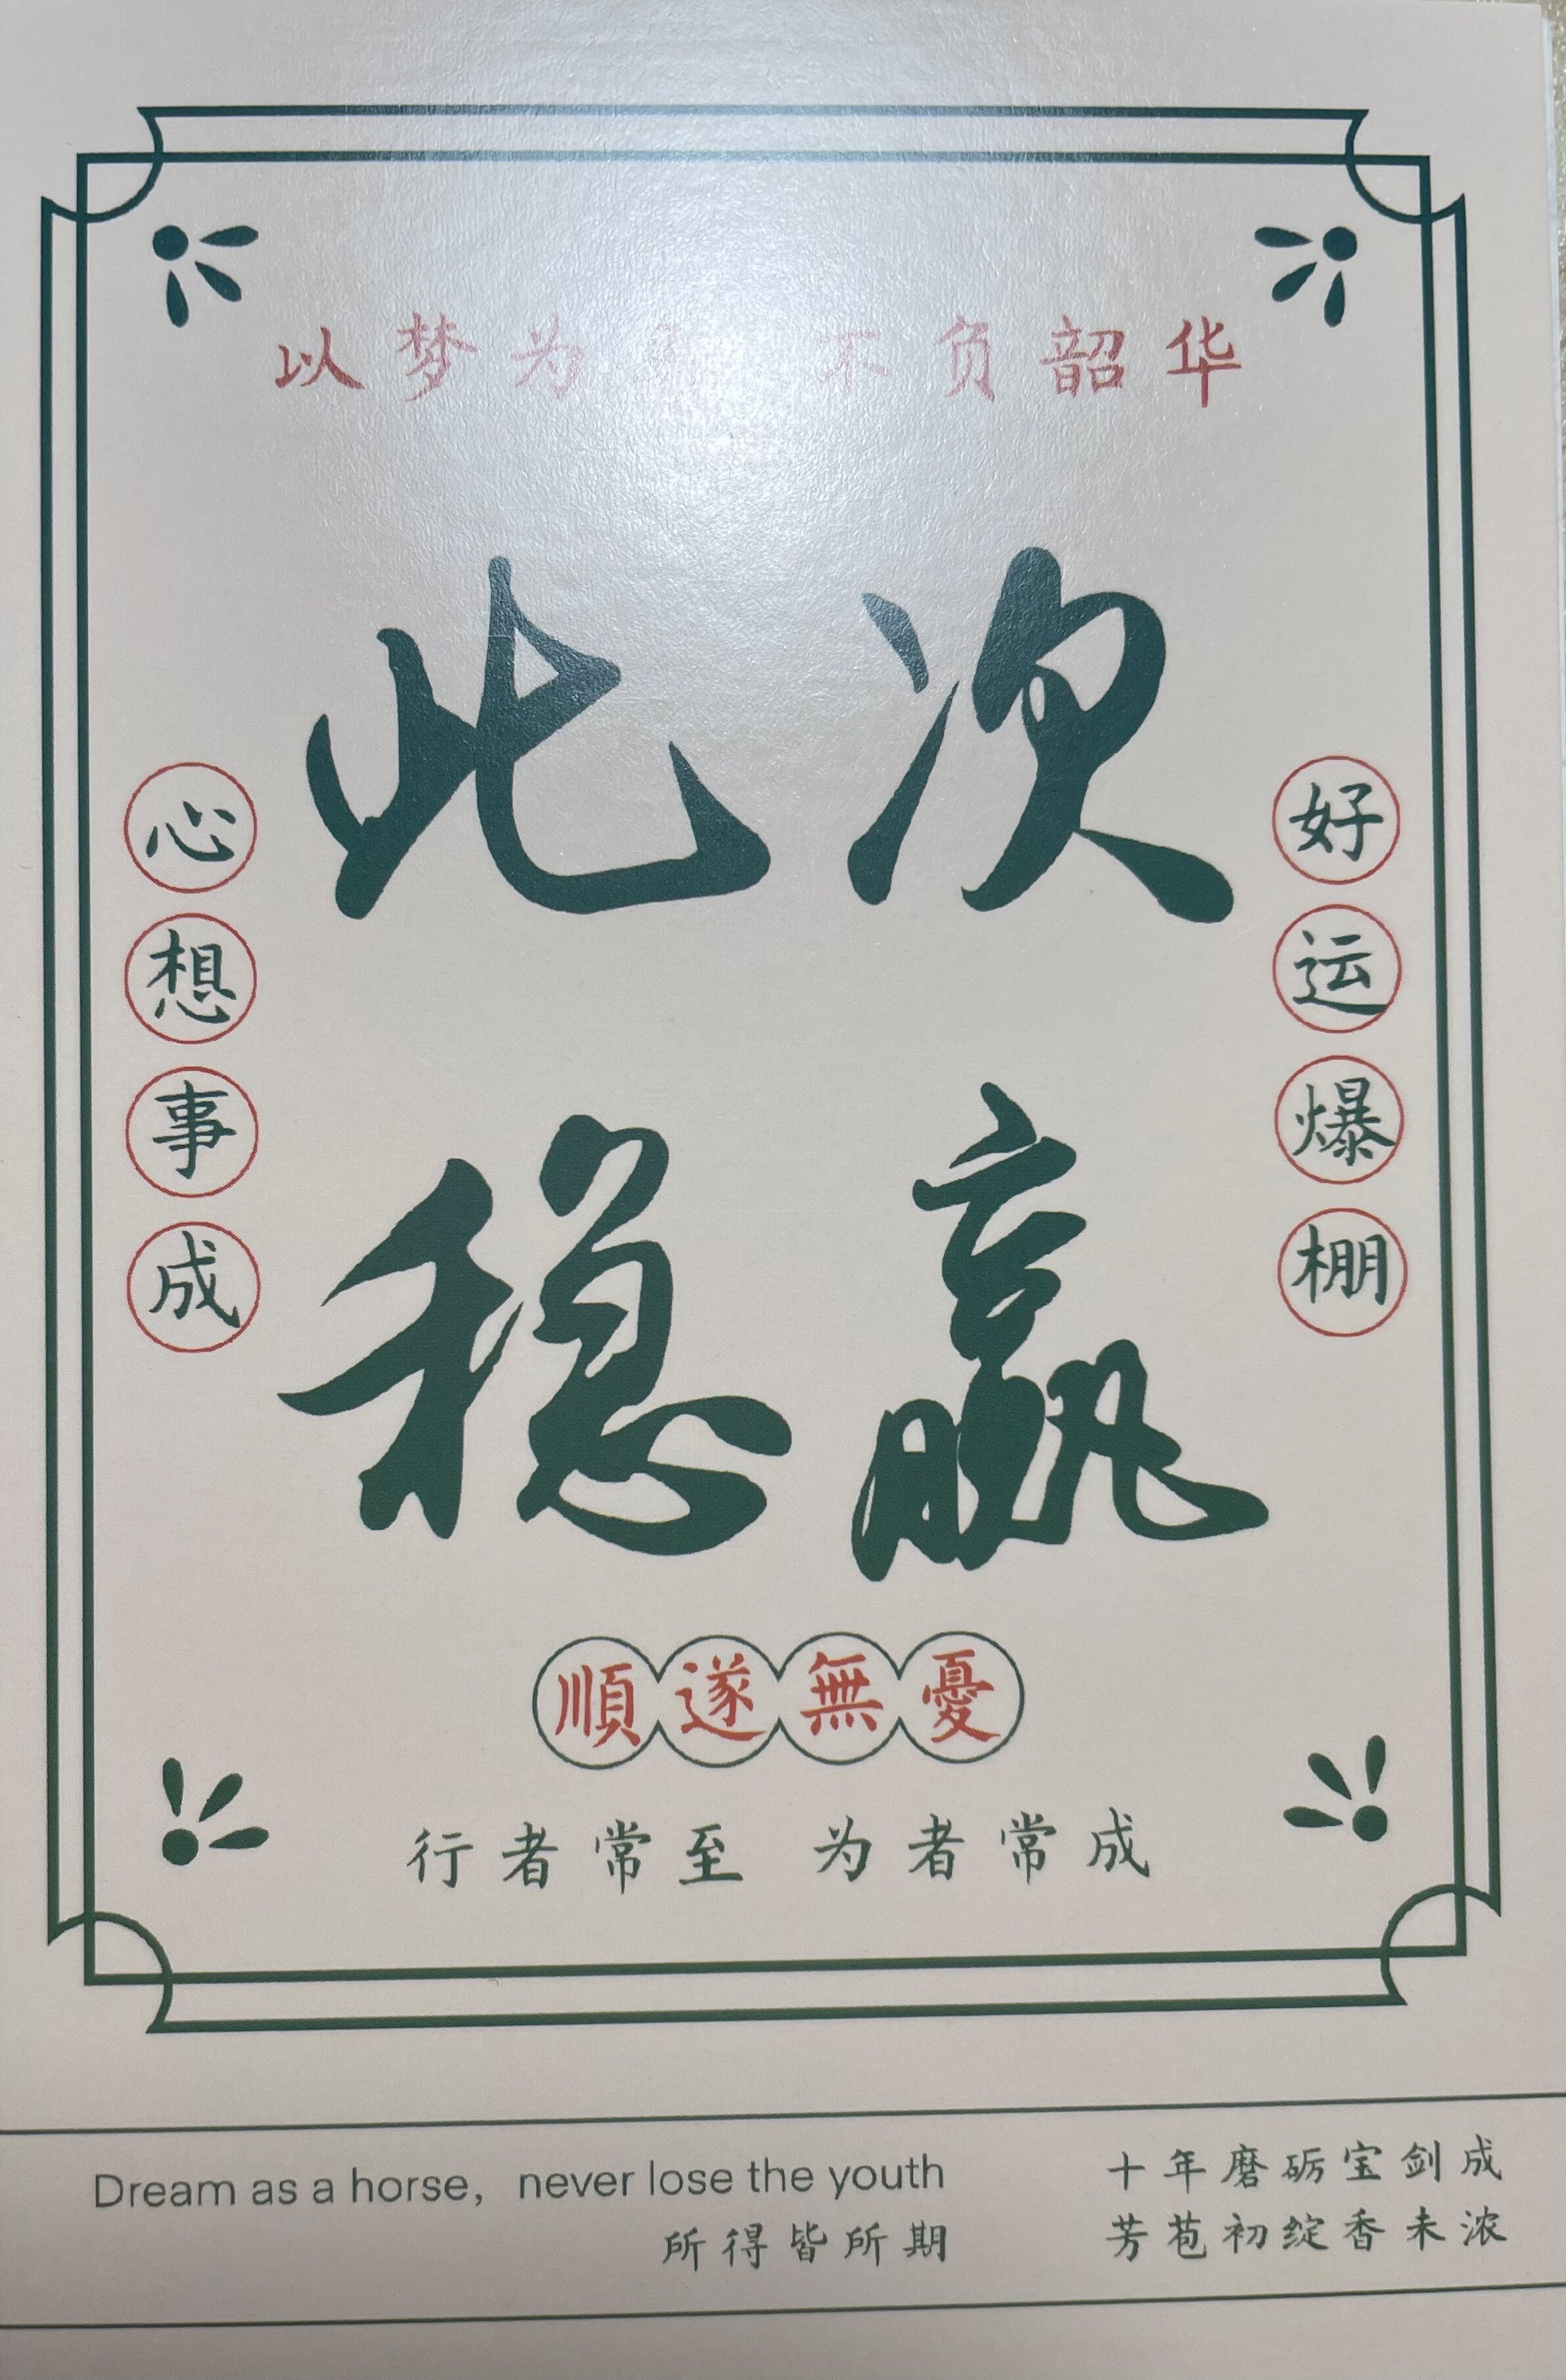 以梦为 不负韶华
此次
稳赢
心想事成
好运爆棚
順遂無憂
行者常至 为者常成
Dream as a horse, never lose the youth
所得皆所期
十年磨砺宝剑成
芳苞初绽香未浓